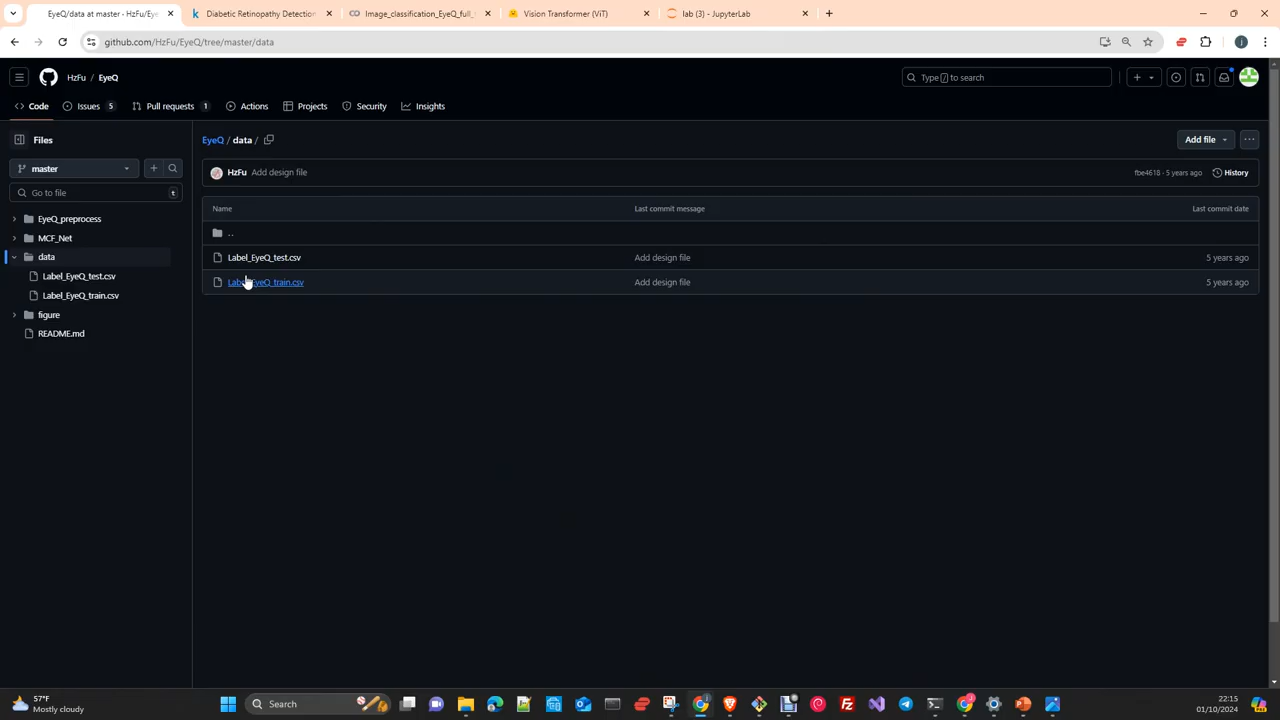 EyeQ/data at master - HzFu/Eye
Diabetic Retinopathy Detection
Image_classification_EyeQ_full_
Vision Transformer (ViT)
lab (3) - JupyterLab
github.com/HzFu/EyeQ/tree/master/data
HzFu / EyeQ
Type / to search
Code
Issues 5
Pull requests 1
Actions
Projects
Security
Insights
Files
master
Go to file t
EyeQ_preprocess
MCF_Net
data
Label_EyeQ_test.csv
Label_EyeQ_train.csv
figure
README.md
EyeQ / data /
Add file
HzFu Add design file
fbe4618 · 5 years ago
History
Name Last commit message Last commit date
..
Label_EyeQ_test.csv Add design file 5 years ago
Label_EyeQ_train.csv Add design file 5 years ago
57°F
Mostly cloudy
Search
22:15
01/10/2024